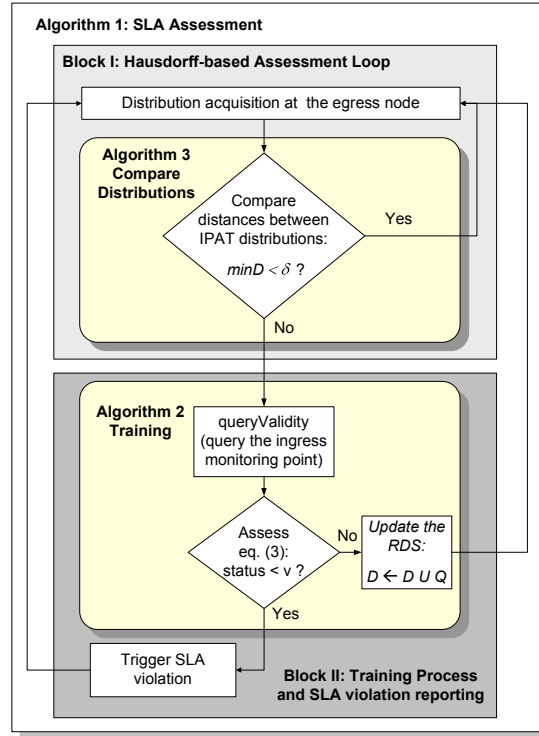 Algorithm 1: SLA Assessment
Block I: Hausdorff-based Assessment Loop
Distribution acquisition at the egress node
Algorithm 3
Compare
Distributions
Compare
distances between
IPAT distributions:
minD < δ ?
Yes
No
Algorithm 2
Training
queryValidity
(query the ingress
monitoring point)
Assess
eq. (3):
status < v ?
No
Update the
RDS:
D ← D U Q
Yes
Trigger SLA
violation
Block II: Training Process
and SLA violation reporting